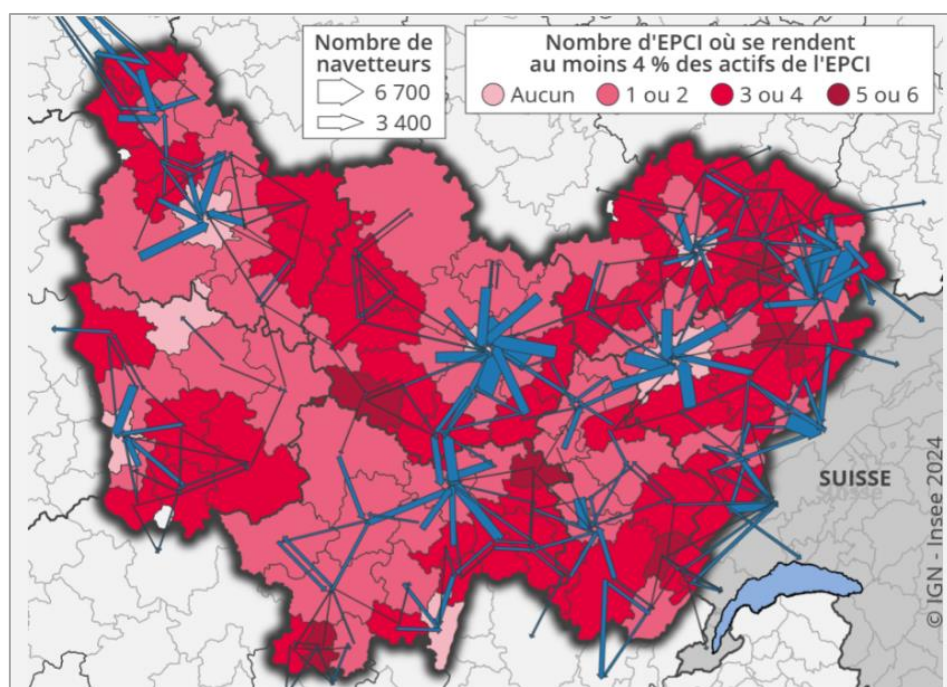 Nombre de
navetteurs
6 700
3 400
Nombre d'EPCI où se rendent
au moins 4 % des actifs de l'EPCI
Aucun
1 ou 2
3 ou 4
5 ou 6
SUISSE
© IGN - Insee 2024